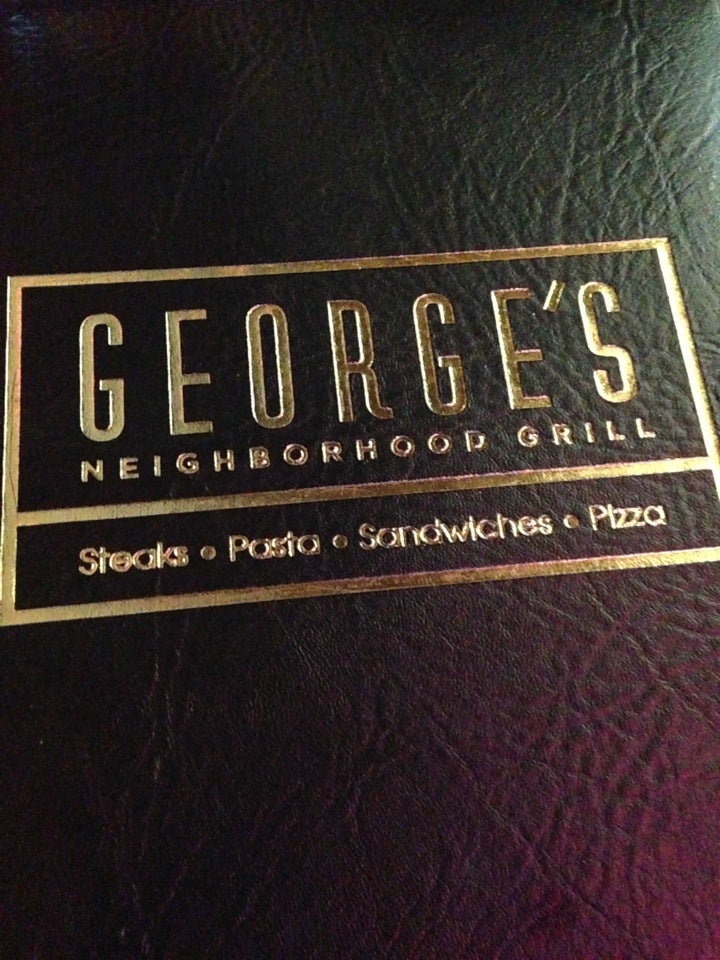 GEORGE'S
NEIGHBORHOOD GRILL
Steaks • Pasta • Sandwiches • Pizza